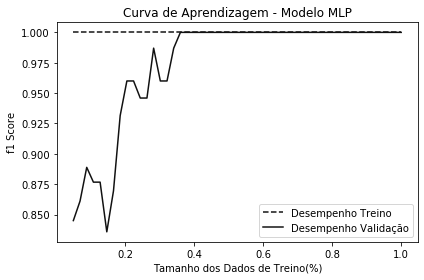 Curva de Aprendizagem - Modelo MLP
f1 Score
1.000
0.975
0.950
0.925
0.900
0.875
0.850
Desempenho Treino
Desempenho Validação
0.2 0.4 0.6 0.8 1.0
Tamanho dos Dados de Treino(%)